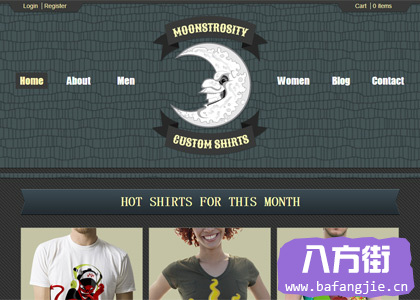 Login | Register
Cart | 0 items
MOONSTROSITY
Home
About
Men
Women
Blog
Contact
CUSTOM SHIRTS
HOT SHIRTS FOR THIS MONTH
八方街
www.bafangjie.cn